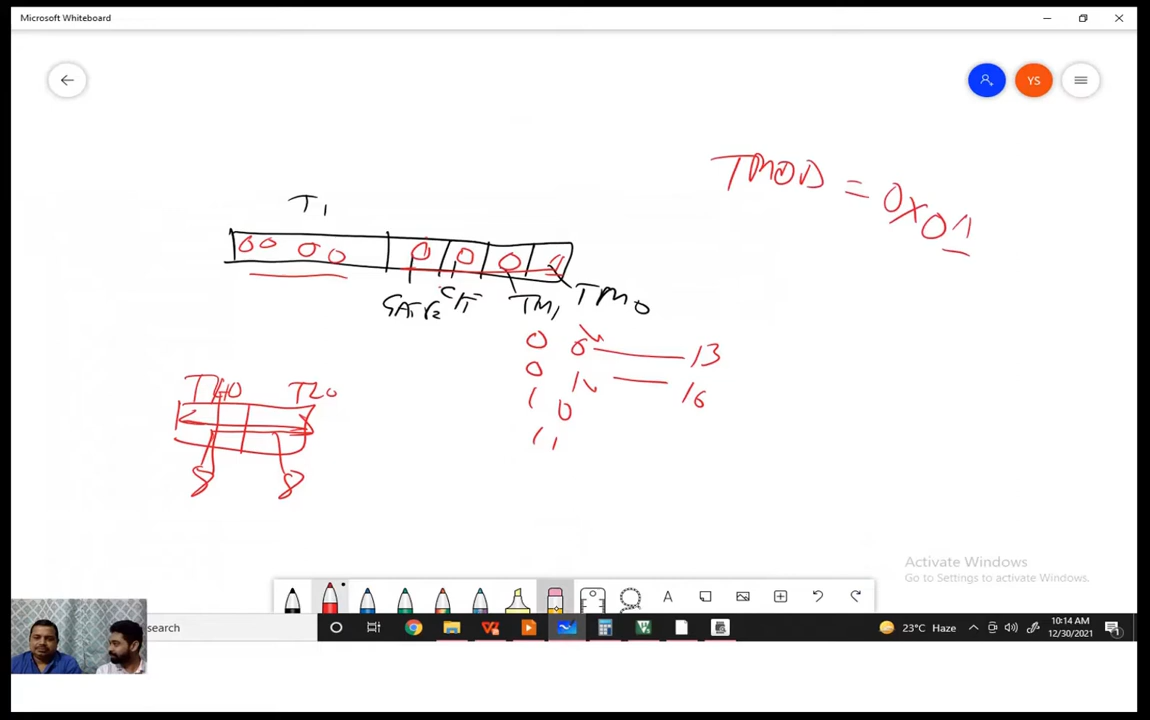 Microsoft Whiteboard
YS
TMOD = 0x01
T1
00 00 0 0 0 1
GATE C/T TM1 TM0
0 0 13
0 1 16
1 0
1 1
TH0 TL0
8 8
Activate Windows
Go to Settings to activate Windows.
A
search
23°C Haze
10:14 AM
12/30/2021
1